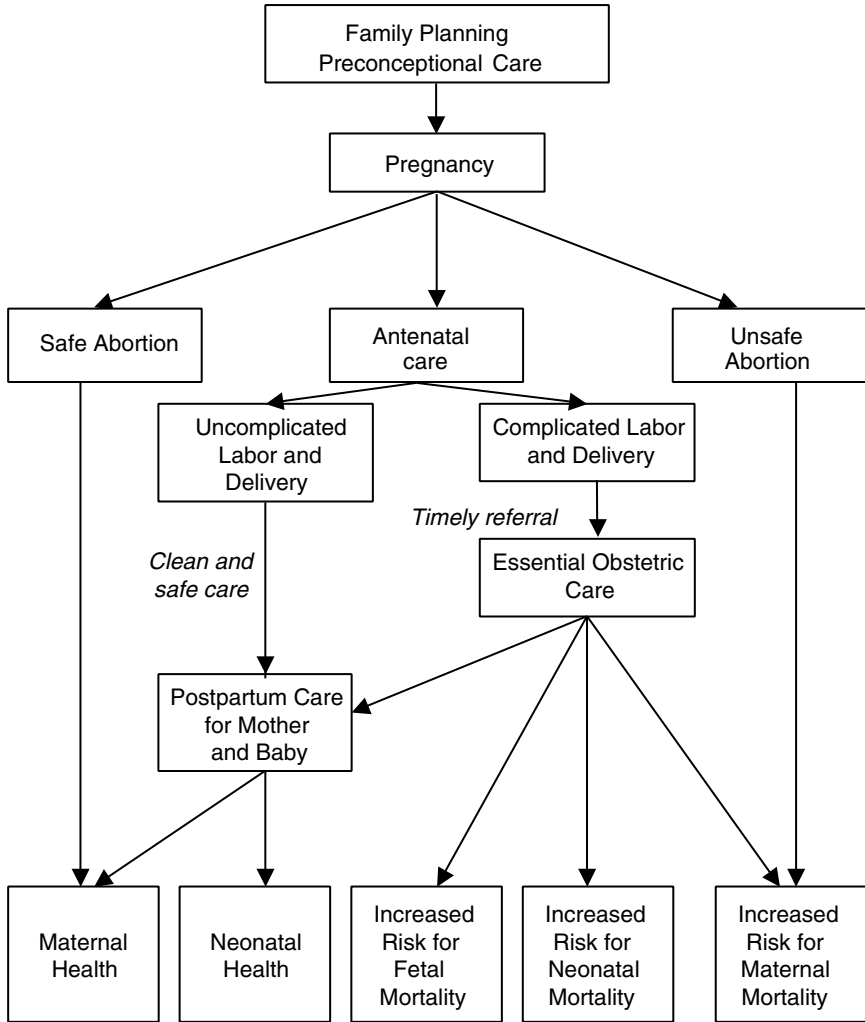 Family Planning
Preconceptional Care
Pregnancy
Safe Abortion
Antenatal
care
Unsafe
Abortion
Uncomplicated
Labor and
Delivery
Complicated Labor
and Delivery
Timely referral
Clean and
safe care
Essential Obstetric
Care
Postpartum Care
for Mother
and Baby
Maternal
Health
Neonatal
Health
Increased
Risk for
Fetal
Mortality
Increased
Risk for
Neonatal
Mortality
Increased
Risk for
Maternal
Mortality